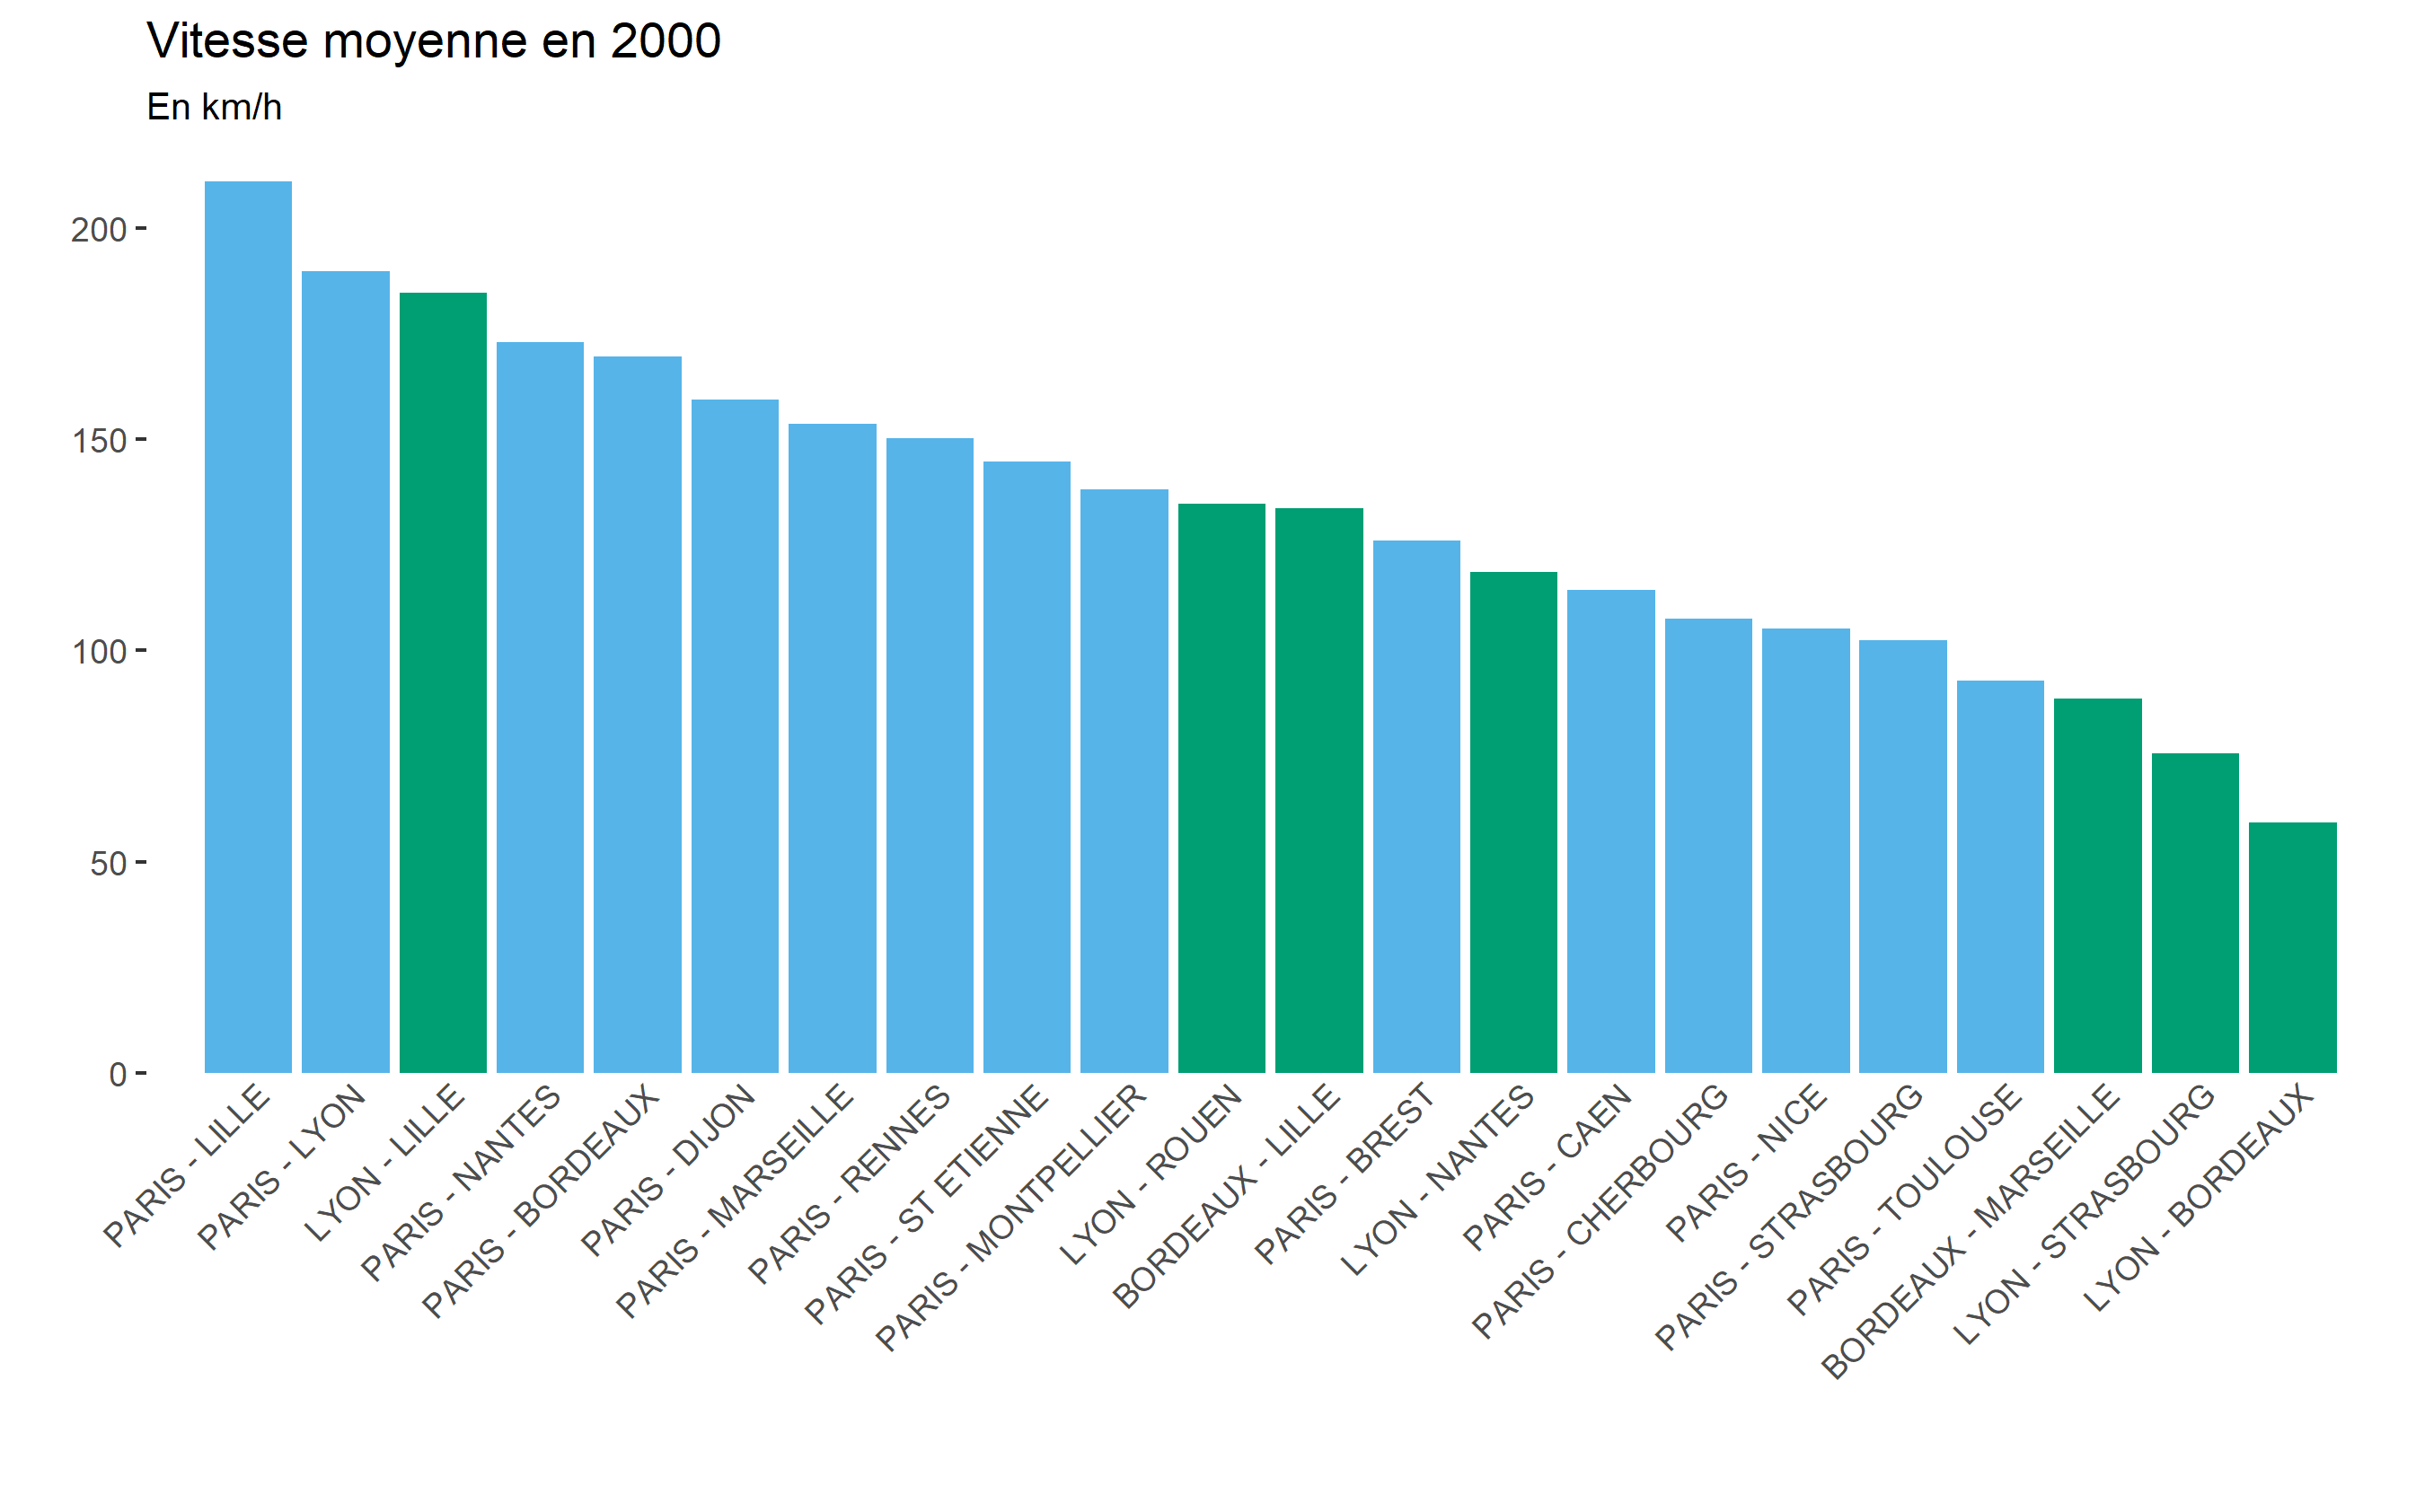 Vitesse moyenne en 2000
En km/h
200
150
100
50
0
PARIS - LILLE
PARIS - LYON
LYON - LILLE
PARIS - NANTES
PARIS - BORDEAUX
PARIS - DIJON
PARIS - MARSEILLE
PARIS - RENNES
PARIS - ST ETIENNE
PARIS - MONTPELLIER
LYON - ROUEN
BORDEAUX - LILLE
PARIS - BREST
LYON - NANTES
PARIS - CAEN
PARIS - CHERBOURG
PARIS - NICE
PARIS - STRASBOURG
PARIS - TOULOUSE
BORDEAUX - MARSEILLE
LYON - STRASBOURG
LYON - BORDEAUX